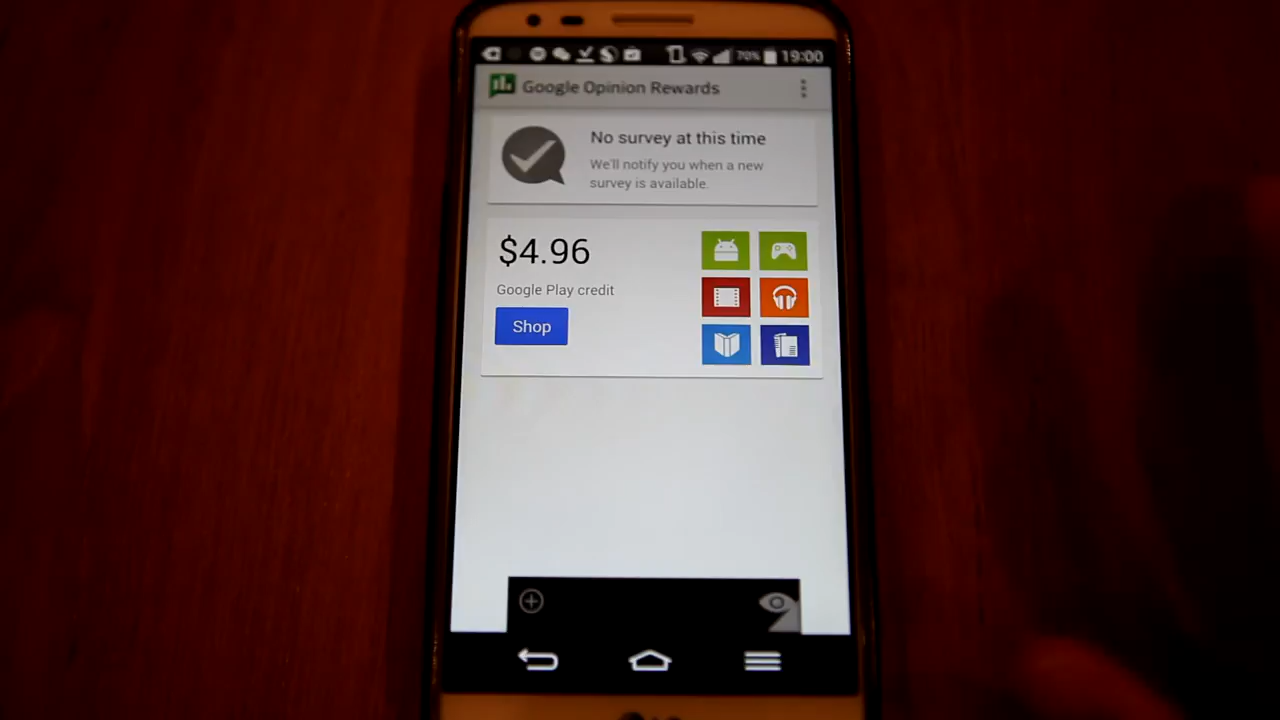 70% 19:00
Google Opinion Rewards
No survey at this time
We'll notify you when a new
survey is available.
$4.96
Google Play credit
Shop